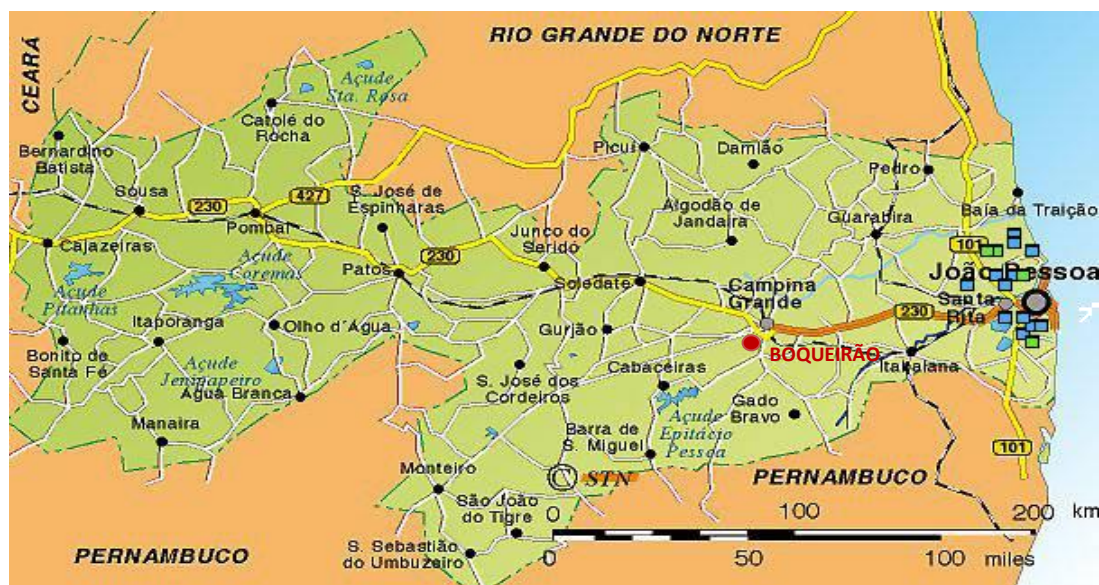 RIO GRANDE DO NORTE
CEARÁ
Açude
Sta. Rosa
Catolé do
Rocha
Bernardino
Batista
Picuí
Damião
Pedro
Sousa
230
427
S. José de
Espinharas
Algodão de
Jandaira
Guarabira
Baía da Traição
Pombal
Cajazeiras
Açude
Coremas
Patos
230
Junco do
Seridó
101
João Pessoa
Açude
Pitanhas
Soledate
Campina
Grande
Santa
Rita
230
Itaporanga
Olho d´Água
Gurjão
BOQUEIRÃO
Itabaiana
Bonito de
Santa Fé
Açude
Jenipapeiro
Água Branca
S. José dos
Cordeiros
Cabaceiras
Gado
Bravo
Manaira
Barra de
S. Miguel
Açude
Epitácio
Pessoa
101
Monteiro
C STN
PERNAMBUCO
São João
do Tigre
0 100 200 km
PERNAMBUCO
S. Sebastião
do Umbuzeiro
0 50 100 miles